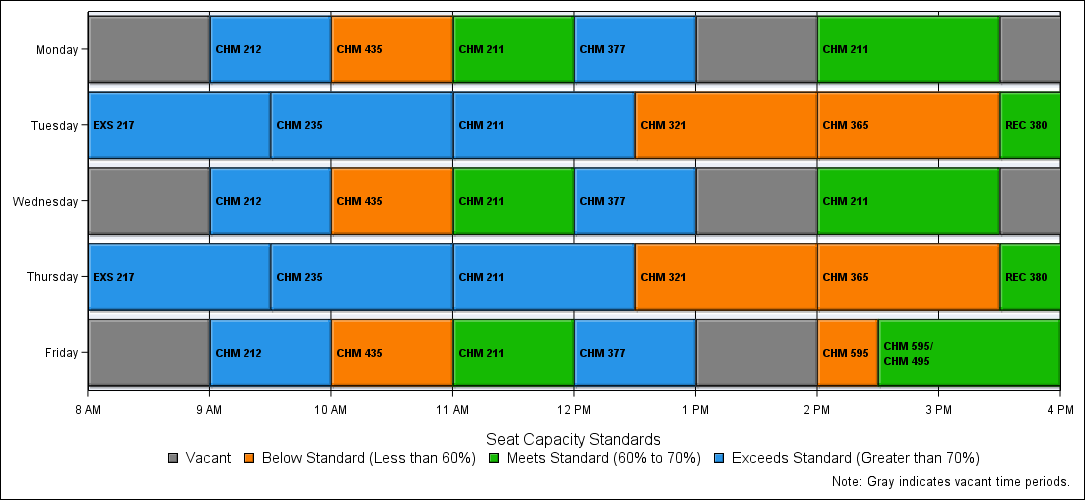 Monday
CHM 212
CHM 435
CHM 211
CHM 377
CHM 211
Tuesday
EXS 217
CHM 235
CHM 211
CHM 321
CHM 365
REC 380
Wednesday
CHM 212
CHM 435
CHM 211
CHM 377
CHM 211
Thursday
EXS 217
CHM 235
CHM 211
CHM 321
CHM 365
REC 380
Friday
CHM 212
CHM 435
CHM 211
CHM 377
CHM 595
CHM 595/
CHM 495
8 AM 9 AM 10 AM 11 AM 12 PM 1 PM 2 PM 3 PM 4 PM
Seat Capacity Standards
Vacant Below Standard (Less than 60%) Meets Standard (60% to 70%) Exceeds Standard (Greater than 70%)
Note: Gray indicates vacant time periods.